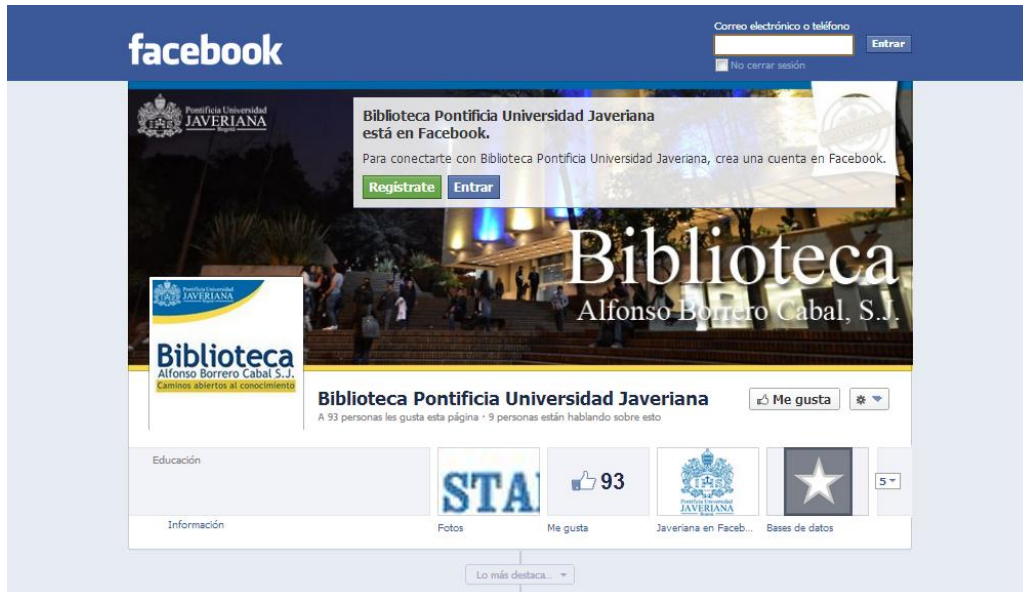 Correo electrónico o teléfono
facebook
Entrar
No cerrar sesión
Pontificia Universidad
JAVERIANA
Bogotá
Biblioteca Pontificia Universidad Javeriana
está en Facebook.
Para conectarte con Biblioteca Pontificia Universidad Javeriana, crea una cuenta en Facebook.
Regístrate
Entrar
Biblioteca
Alfonso Borrero Cabal, S.J.
Pontificia Universidad
JAVERIANA
Biblioteca
Alfonso Borrero Cabal S.J.
Caminos abiertos al conocimiento
Biblioteca Pontificia Universidad Javeriana
Me gusta
A 93 personas les gusta esta página · 9 personas están hablando sobre esto
Educación
STA
93
Pontificia Universidad
JAVERIANA
5
Información
Fotos
Me gusta
Javeriana en Faceb...
Bases de datos
Lo más destaca...